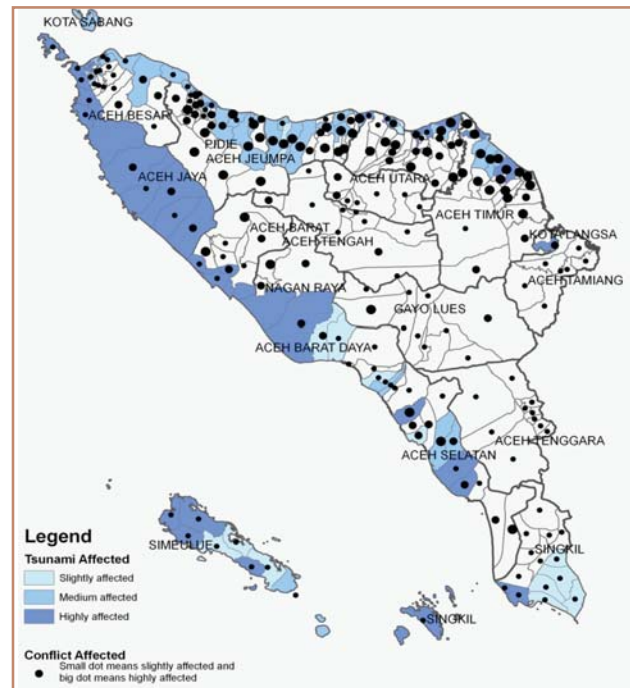 KOTA SABANG
ACEH BESAR
PIDIE
ACEH JEUMPA
ACEH UTARA
ACEH JAYA
ACEH TIMUR
ACEH BARAT
KOTA LANGSA
ACEH TENGAH
ACEH TAMIANG
NAGAN RAYA
GAYO LUES
ACEH BARAT DAYA
ACEH TENGGARA
ACEH SELATAN
SIMEULUE
SINGKIL
SINGKIL
Legend
Tsunami Affected
Slightly affected
Medium affected
Highly affected
Conflict Affected
Small dot means slightly affected and
big dot means highly affected